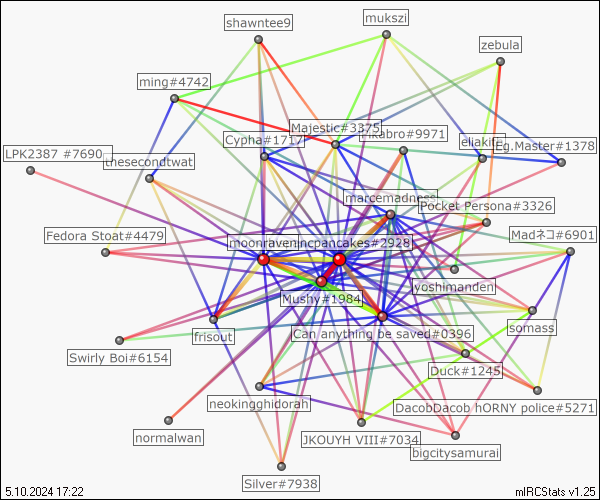 shawntee9
mukszi
zebula
ming#4742
Majestic#3375
Cypha#1717
#9971
eliakifri
Eg.Master#1378
LPK2387 #7690
thesecondtwat
marcemadness
Pocket Persona#3326
Fedora Stoat#4479
moonraven
ncpancakes#2928
Madネコ#6901
yoshimanden
Mushy#1984
somass
frisout
Can anything be saved#0396
Swirly Boi#6154
Duck#1245
neokingghidorah
DacobDacob hORNY police#5271
normalwan
JKOUYH VIII#7034
bigcitysamurai
Silver#7938
5.10.2024 17:22
mIRCStats v1.25